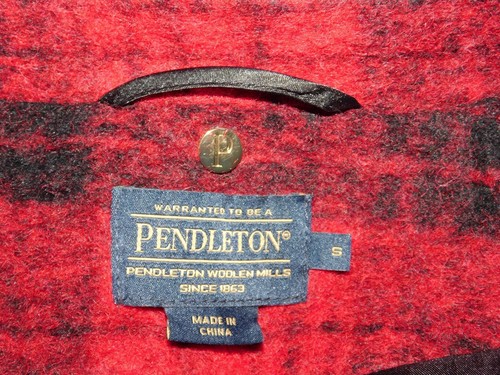 P
WARRANTED TO BE A
PENDLETON®
PENDLETON WOOLEN MILLS
SINCE 1863
S
MADE IN
CHINA